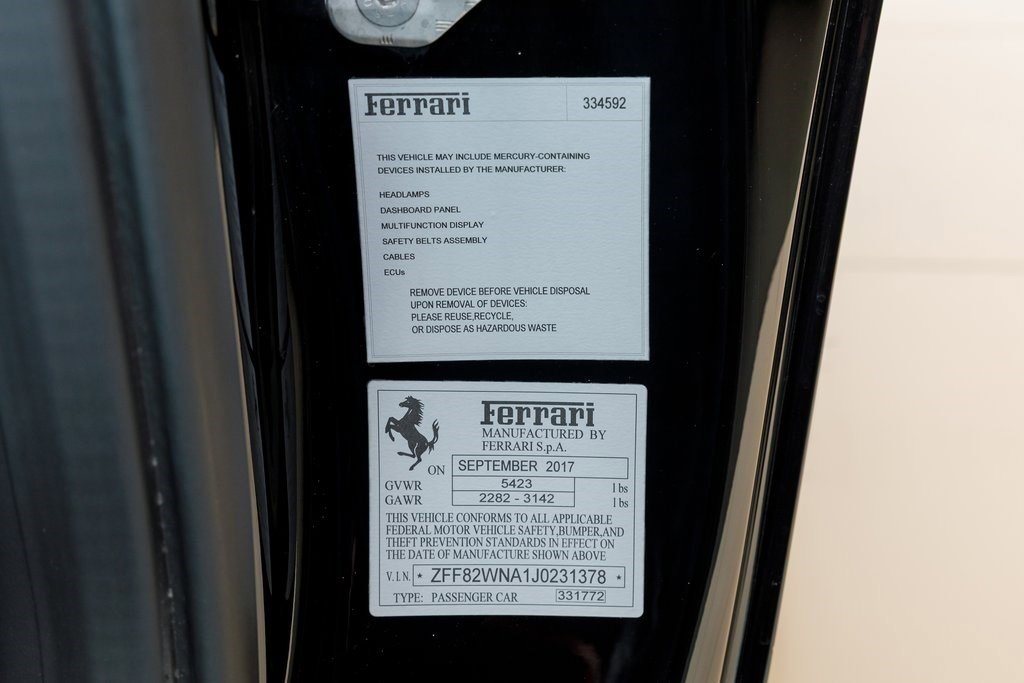 Ferrari 334592
THIS VEHICLE MAY INCLUDE MERCURY-CONTAINING
DEVICES INSTALLED BY THE MANUFACTURER:
HEADLAMPS
DASHBOARD PANEL
MULTIFUNCTION DISPLAY
SAFETY BELTS ASSEMBLY
CABLES
ECUs
REMOVE DEVICE BEFORE VEHICLE DISPOSAL
UPON REMOVAL OF DEVICES:
PLEASE REUSE,RECYCLE,
OR DISPOSE AS HAZARDOUS WASTE
Ferrari
MANUFACTURED BY
FERRARI S.p.A.
ON SEPTEMBER 2017
GVWR 5423 lbs
GAWR 2282 - 3142 lbs
THIS VEHICLE CONFORMS TO ALL APPLICABLE
FEDERAL MOTOR VEHICLE SAFETY,BUMPER,AND
THEFT PREVENTION STANDARDS IN EFFECT ON
THE DATE OF MANUFACTURE SHOWN ABOVE
V.I.N. * ZFF82WNA1J0231378 *
TYPE: PASSENGER CAR 331772